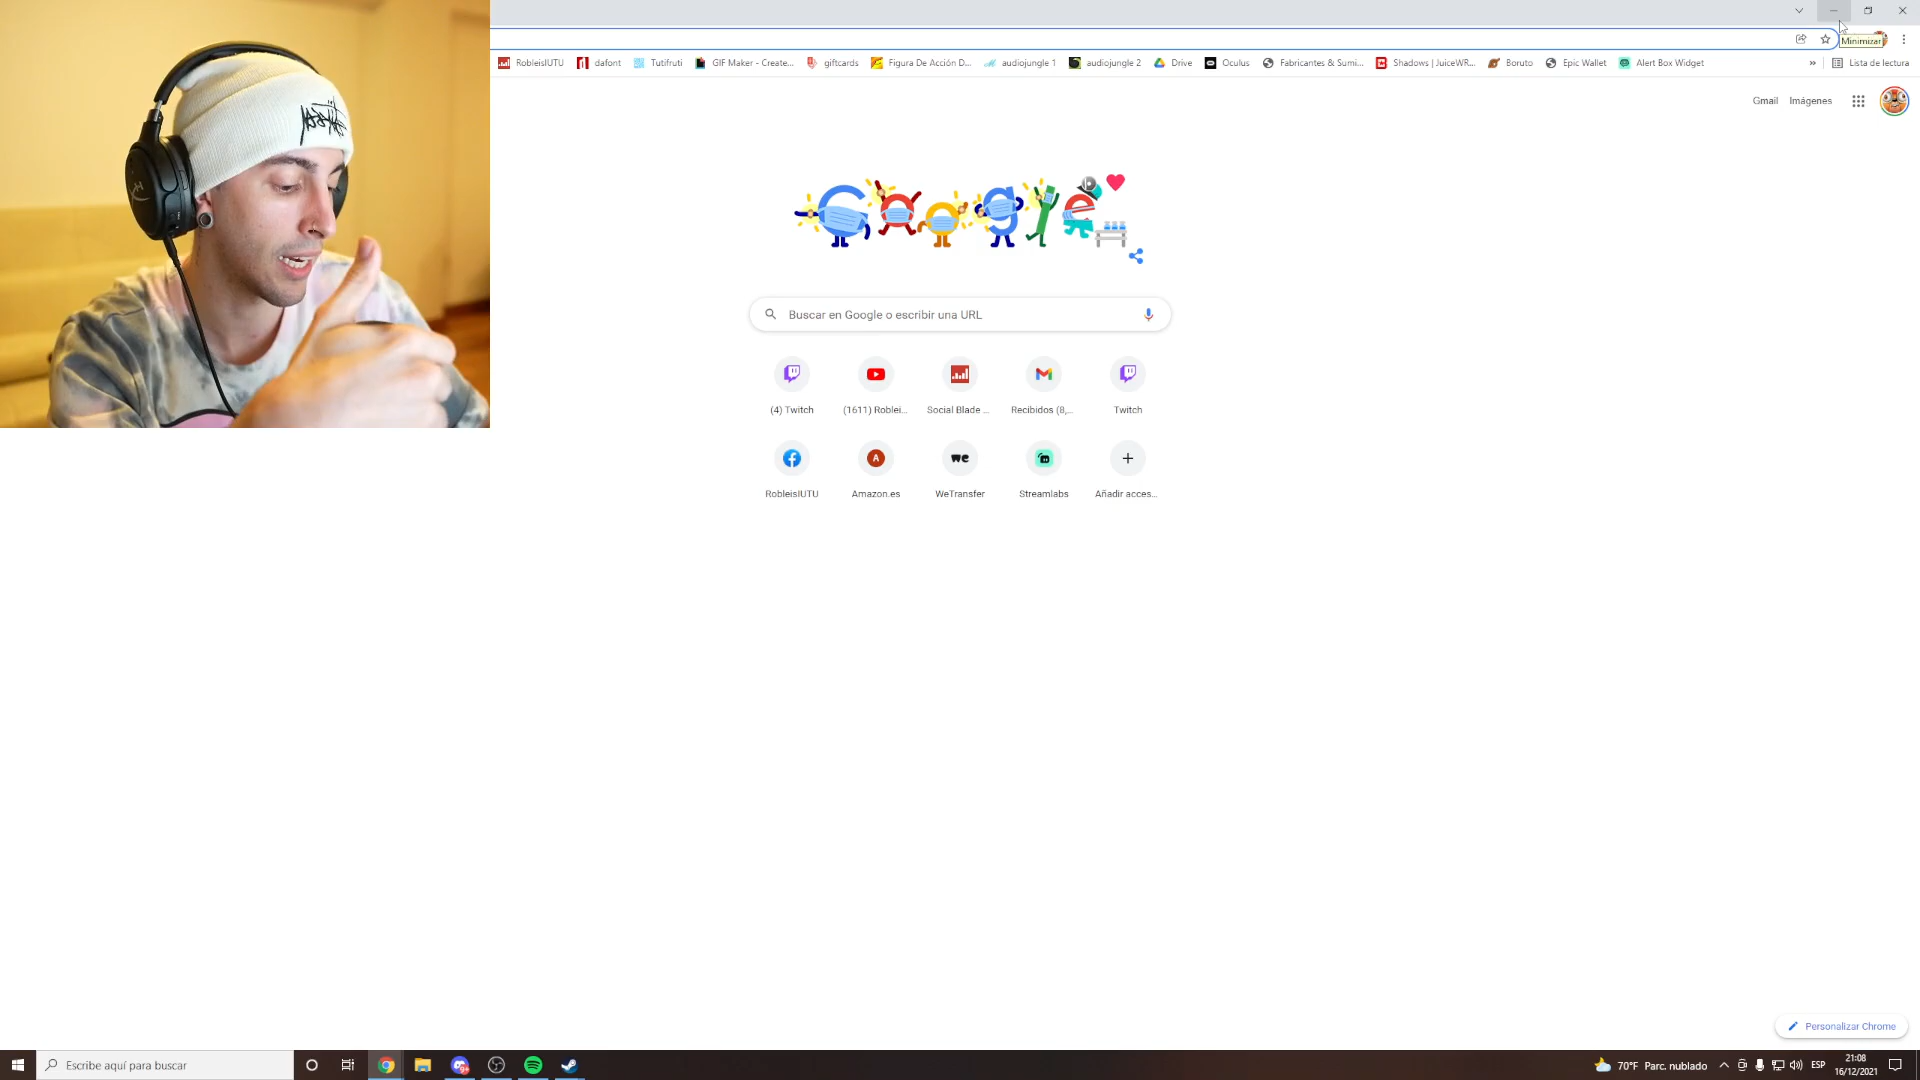 Minimizar
RobleisIUTU dafont Tutifruti GIF Maker - Create... giftcards Figura De Acción D... audiojungle 1 audiojungle 2 Drive Oculus Fabricantes & Sumi... Shadows | JuiceWR... Boruto Epic Wallet Alert Box Widget » Lista de lectura
Gmail Imágenes
Google
Buscar en Google o escribir una URL
(4) Twitch (1611) Roblei... Social Blade ... Recibidos (8,... Twitch
A we
RobleisIUTU Amazon.es WeTransfer Streamlabs Añadir acces...
Personalizar Chrome
Escribe aquí para buscar
70°F Parc. nublado ESP 21:08
16/12/2021